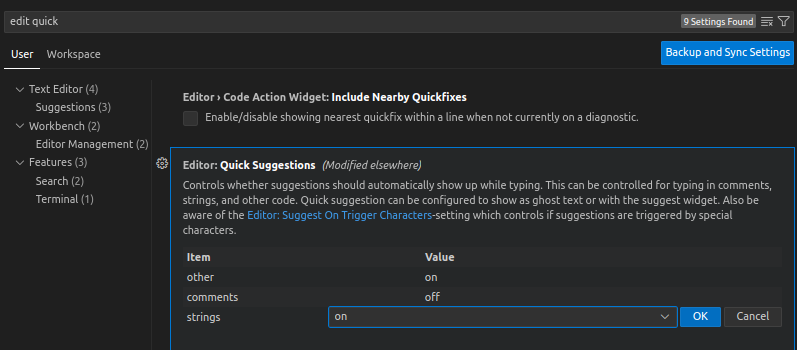 edit quick
9 Settings Found
User Workspace
Backup and Sync Settings
Text Editor (4)
Suggestions (3)
Workbench (2)
Editor Management (2)
Features (3)
Search (2)
Terminal (1)
Editor › Code Action Widget: Include Nearby Quickfixes
Enable/disable showing nearest quickfix within a line when not currently on a diagnostic.
Editor: Quick Suggestions (Modified elsewhere)
Controls whether suggestions should automatically show up while typing. This can be controlled for typing in comments,
strings, and other code. Quick suggestion can be configured to show as ghost text or with the suggest widget. Also be
aware of the Editor: Suggest On Trigger Characters-setting which controls if suggestions are triggered by special
characters.
Item Value
other on
comments off
strings on OK Cancel